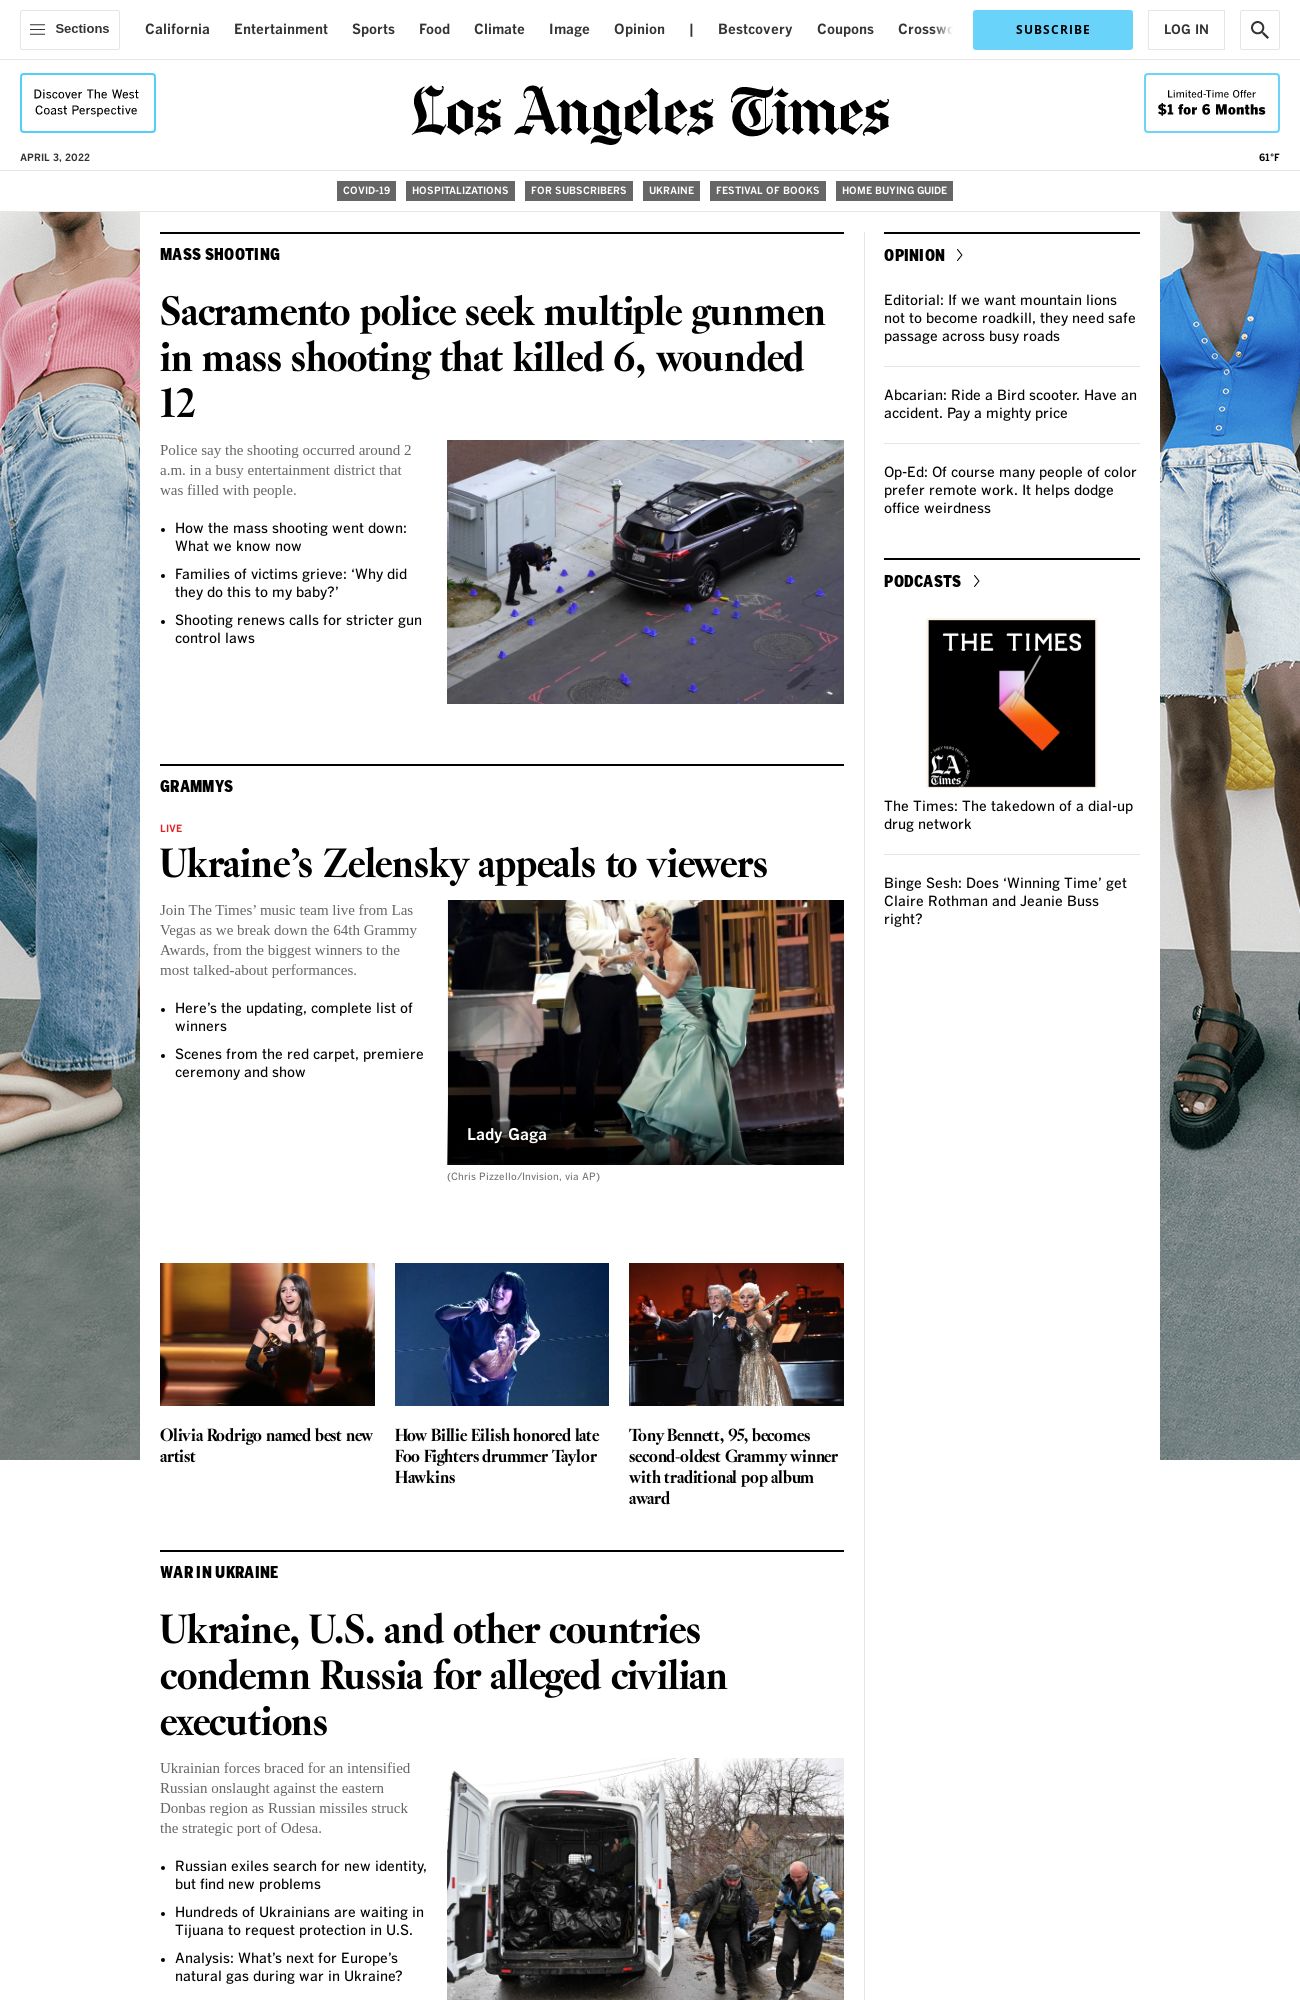 Sections
California
Entertainment
Sports
Food
Climate
Image
Opinion
|
Bestcovery
Coupons
SUBSCRIBE
LOG IN
Discover The West
Coast Perspective
Los Angeles Times
Limited-Time Offer
$1 for 6 Months
APRIL 3, 2022
61°F
COVID-19
HOSPITALIZATIONS
FOR SUBSCRIBERS
UKRAINE
FESTIVAL OF BOOKS
HOME BUYING GUIDE
MASS SHOOTING
Sacramento police seek multiple gunmen
in mass shooting that killed 6, wounded
12
Police say the shooting occurred around 2
a.m. in a busy entertainment district that
was filled with people.
• How the mass shooting went down:
What we know now
• Families of victims grieve: ‘Why did
they do this to my baby?’
• Shooting renews calls for stricter gun
control laws
GRAMMYS
LIVE
Ukraine’s Zelensky appeals to viewers
Join The Times’ music team live from Las
Vegas as we break down the 64th Grammy
Awards, from the biggest winners to the
most talked-about performances.
• Here’s the updating, complete list of
winners
• Scenes from the red carpet, premiere
ceremony and show
Lady Gaga
(Chris Pizzello/Invision, via AP)
Olivia Rodrigo named best new
artist
How Billie Eilish honored late
Foo Fighters drummer Taylor
Hawkins
Tony Bennett, 95, becomes
second-oldest Grammy winner
with traditional pop album
award
WAR IN UKRAINE
Ukraine, U.S. and other countries
condemn Russia for alleged civilian
executions
Ukrainian forces braced for an intensified
Russian onslaught against the eastern
Donbas region as Russian missiles struck
the strategic port of Odesa.
• Russian exiles search for new identity,
but find new problems
• Hundreds of Ukrainians are waiting in
Tijuana to request protection in U.S.
• Analysis: What’s next for Europe’s
natural gas during war in Ukraine?
OPINION
Editorial: If we want mountain lions
not to become roadkill, they need safe
passage across busy roads
Abcarian: Ride a Bird scooter. Have an
accident. Pay a mighty price
Op-Ed: Of course many people of color
prefer remote work. It helps dodge
office weirdness
PODCASTS
THE TIMES
LA
Times
The Times: The takedown of a dial-up
drug network
Binge Sesh: Does ‘Winning Time’ get
Claire Rothman and Jeanie Buss
right?